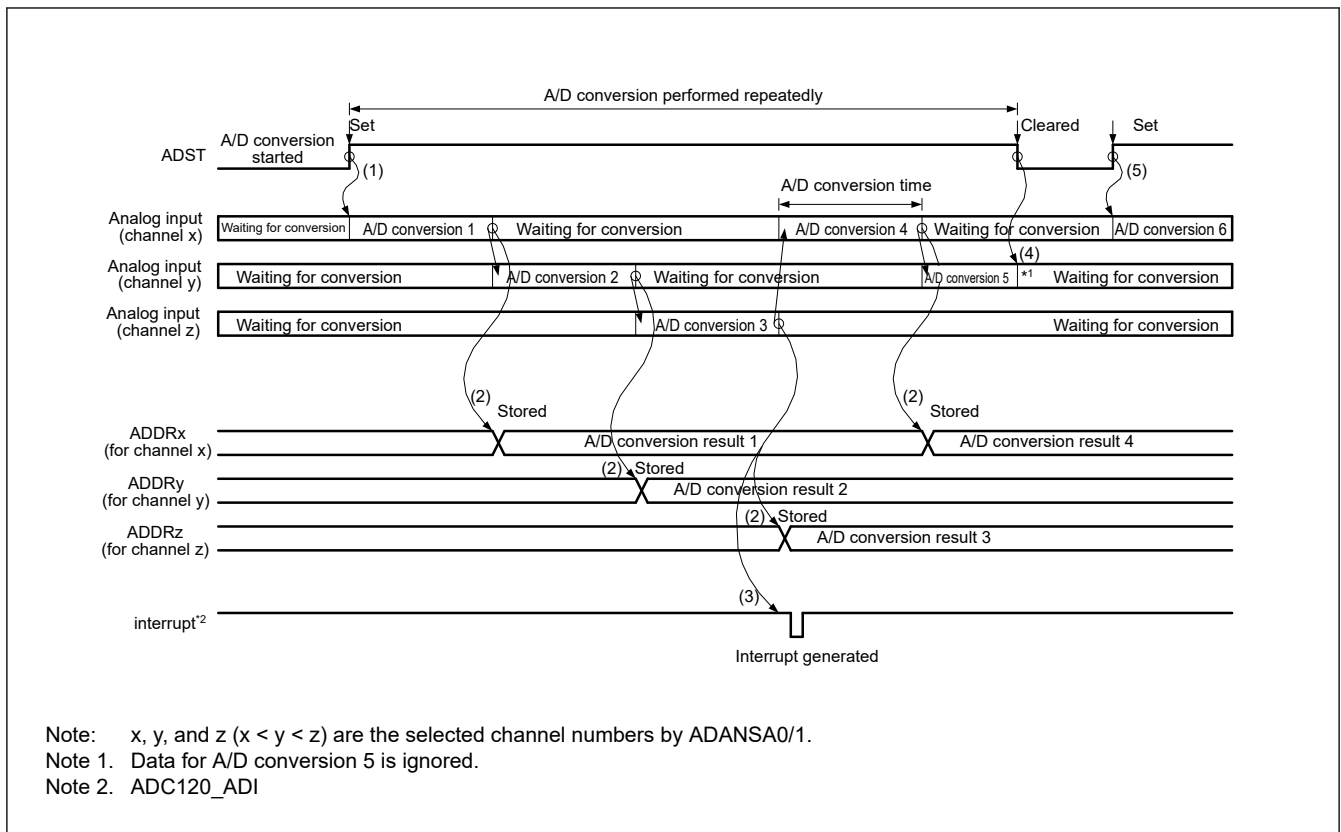 A/D conversion performed repeatedly
Set
Cleared
Set
A/D conversion
started
ADST
(1)
(5)
A/D conversion time
Analog input
(channel x)
Waiting for conversion
A/D conversion 1
Waiting for conversion
A/D conversion 4
Waiting for conversion
A/D conversion 6
(4)
Analog input
(channel y)
Waiting for conversion
A/D conversion 2
Waiting for conversion
A/D conversion 5
*1
Waiting for conversion
Analog input
(channel z)
Waiting for conversion
A/D conversion 3
Waiting for conversion
(2)
Stored
(2)
Stored
ADDRx
(for channel x)
A/D conversion result 1
A/D conversion result 4
(2)
Stored
ADDRy
(for channel y)
A/D conversion result 2
(2)
Stored
ADDRz
(for channel z)
A/D conversion result 3
(3)
interrupt*2
Interrupt generated
Note: x, y, and z (x < y < z) are the selected channel numbers by ADANSA0/1.
Note 1. Data for A/D conversion 5 is ignored.
Note 2. ADC120_ADI